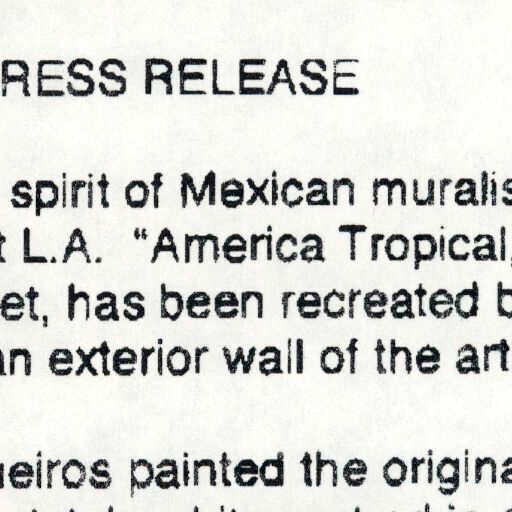 RESS RELEASE
spirit of Mexican muralis
t L.A. "America Tropical,
et, has been recreated b
an exterior wall of the art
eiros painted the origina